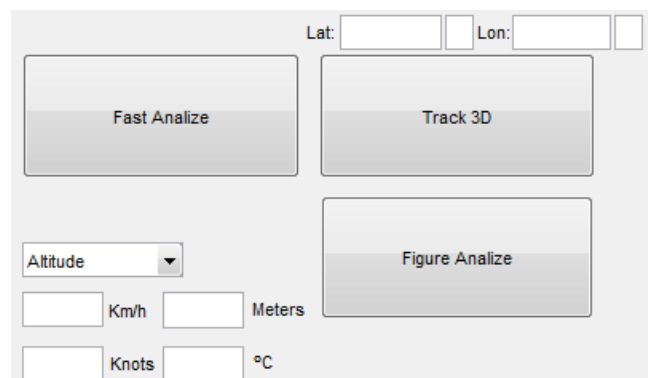 Lat: Lon:
Fast Analize Track 3D
Figure Analize
Altitude
Km/h Meters
Knots ºC